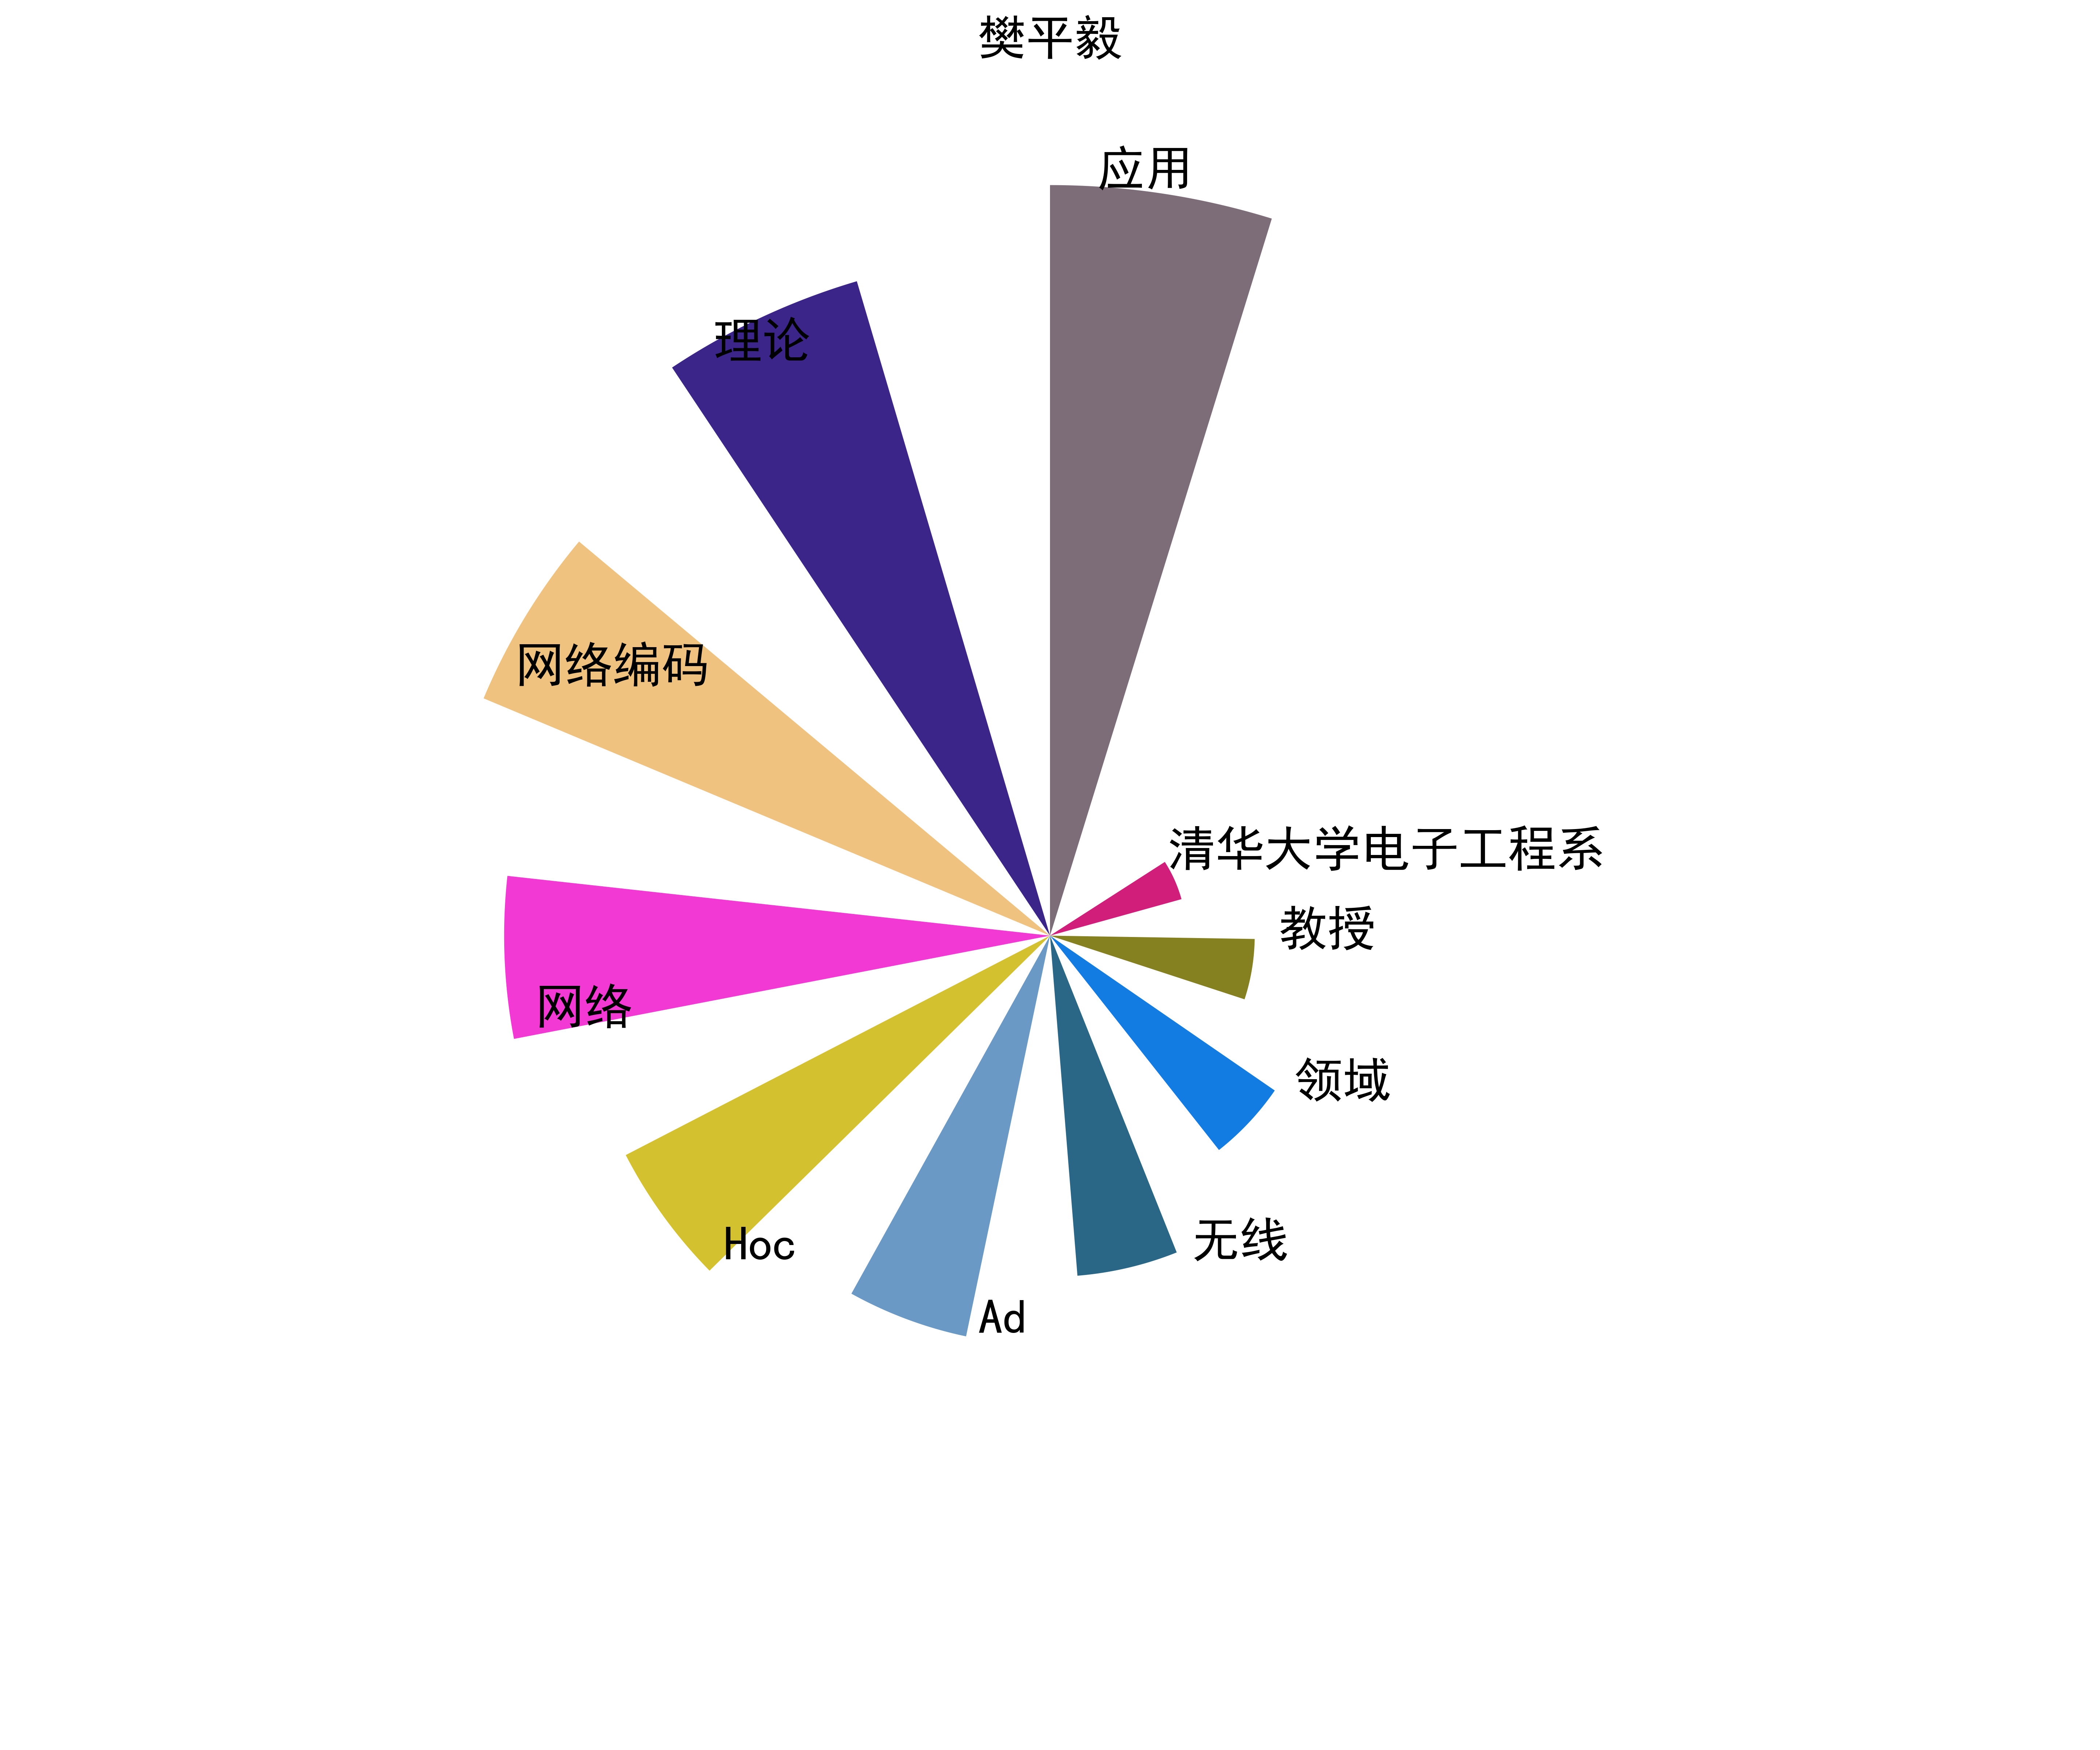 樊平毅
应用
理论
网络编码
清华大学电子工程系
教授
网络
领域
无线
Hoc
Ad